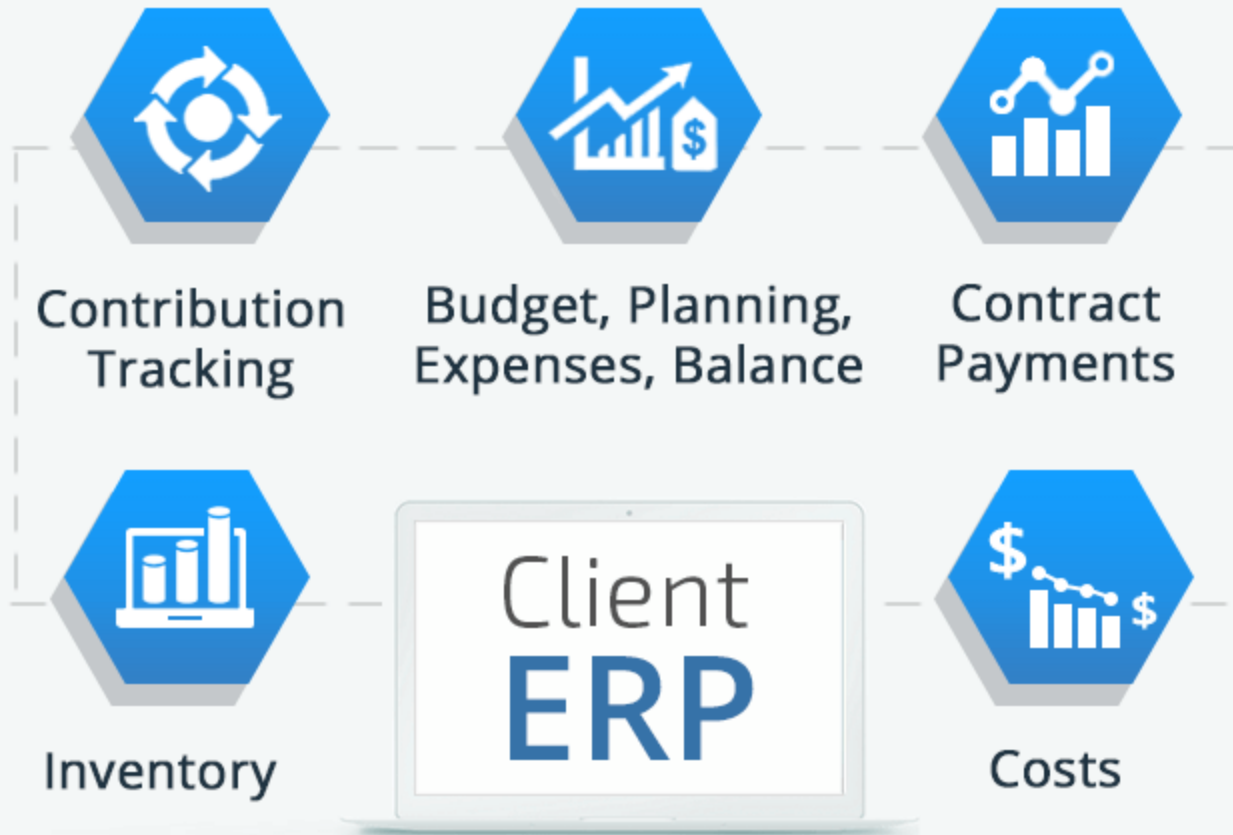 Contribution
Tracking
Budget, Planning,
Expenses, Balance
Contract
Payments
$
$
$
Client
ERP
Inventory
Costs